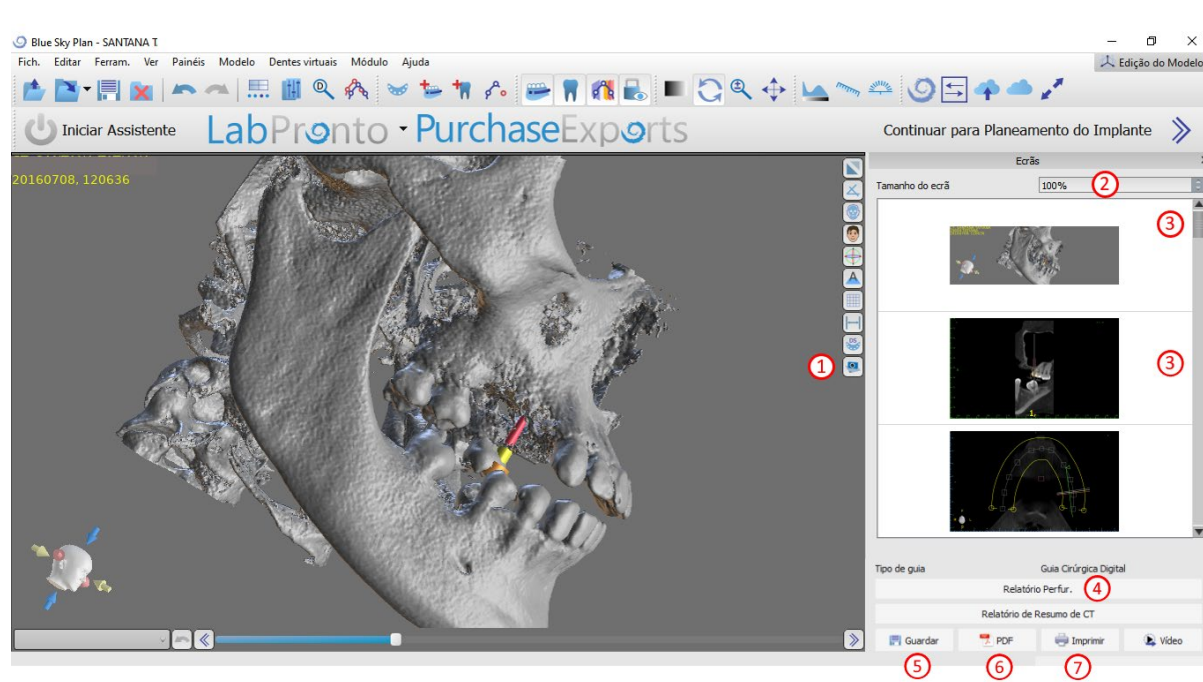 Blue Sky Plan - SANTANA T
Fich. Editar Ferram. Ver Painéis Modelo Dentes virtuais Módulo Ajuda
Edição do Modelo
Iniciar Assistente
LabPronto PurchaseExports
Continuar para Planeamento do Implante
Ecrãs
20160708, 120636
Tamanho do ecrã 100% 2
3
1
3
Tipo de guia Guia Cirúrgica Digital
Relatório Perfur. 4
Relatório de Resumo de CT
Guardar PDF Imprimir Vídeo
5 6 7